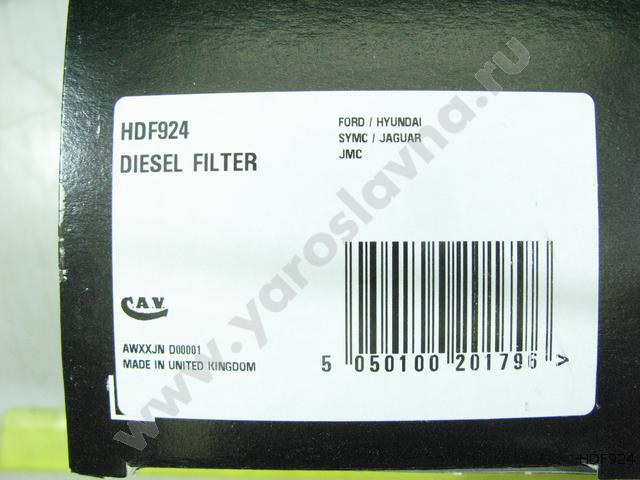 HDF924
DIESEL FILTER
FORD / HYUNDAI
SYMC / JAGUAR
JMC
C.A.V.
AWXXJN D00001
MADE IN UNITED KINGDOM
5 050100 201796 >
www.yaroslavna.ru
HDF924